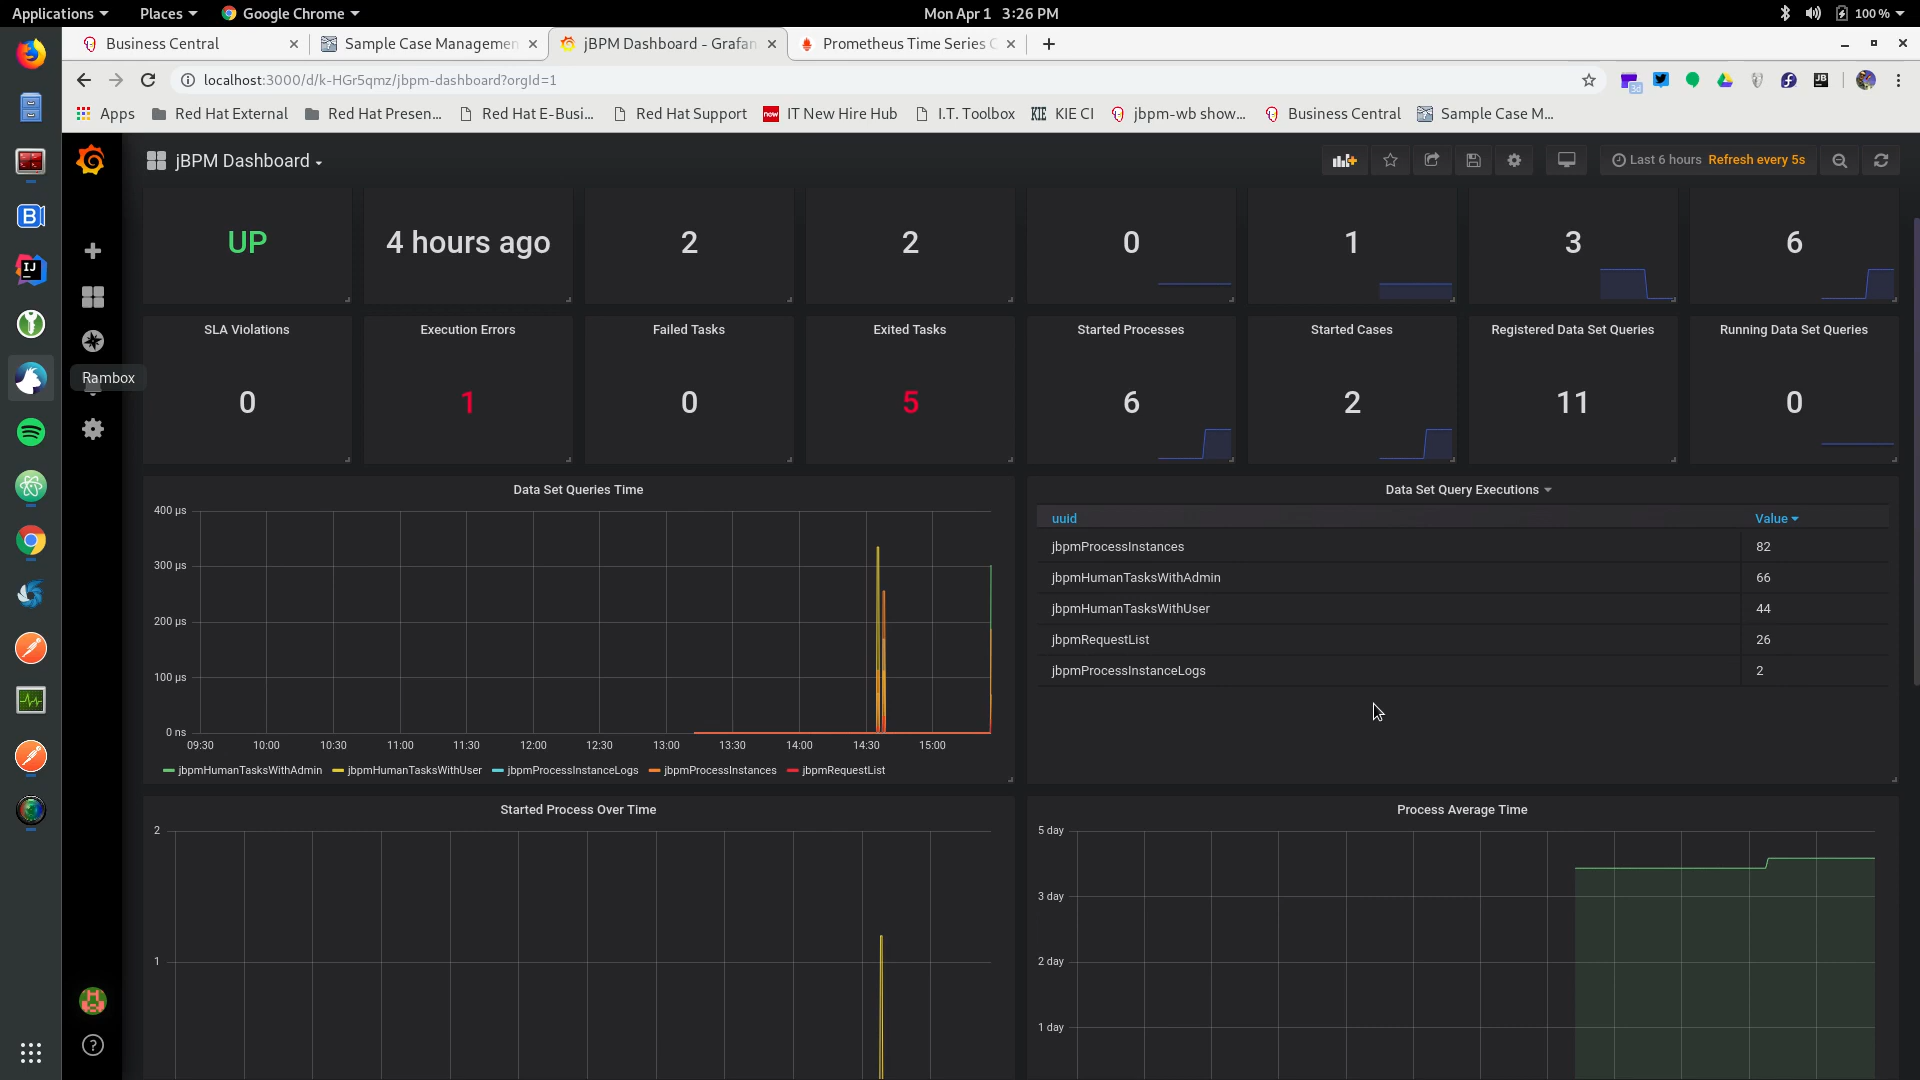 Applications Places Google Chrome Mon Apr 1 3:26 PM 100 %
Business Central Sample Case Managemen jBPM Dashboard - Grafan Prometheus Time Series C
localhost:3000/d/k-HGr5qmz/jbpm-dashboard?orgId=1 3d JB
Apps Red Hat External Red Hat Presen... Red Hat E-Busi... Red Hat Support now IT New Hire Hub I.T. Toolbox KIE KIE CI jbpm-wb show... Business Central Sample Case M...
jBPM Dashboard Last 6 hours Refresh every 5s
UP 4 hours ago 2 2 0 1 3 6
SLA Violations Execution Errors Failed Tasks Exited Tasks Started Processes Started Cases Registered Data Set Queries Running Data Set Queries
Rambox
0 1 0 5 6 2 11 0
Data Set Queries Time
400 µs
300 µs
200 µs
100 µs
0 ns
09:30 10:00 10:30 11:00 11:30 12:00 12:30 13:00 13:30 14:00 14:30 15:00
jbpmHumanTasksWithAdmin jbpmHumanTasksWithUser jbpmProcessInstanceLogs jbpmProcessInstances jbpmRequestList
Data Set Query Executions
uuid Value
jbpmProcessInstances 82
jbpmHumanTasksWithAdmin 66
jbpmHumanTasksWithUser 44
jbpmRequestList 26
jbpmProcessInstanceLogs 2
Started Process Over Time
2
1
Process Average Time
5 day
3 day
2 day
1 day
B
IJ